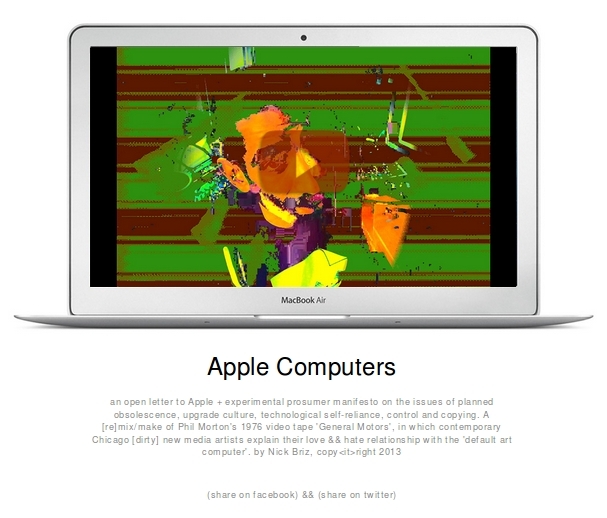 MacBook Air
Apple Computers
an open letter to Apple + experimental prosumer manifesto on the issues of planned
obsolescence, upgrade culture, technological self-reliance, control and copying. A
[re]mix/make of Phil Morton's 1976 video tape 'General Motors', in which contemporary
Chicago [dirty] new media artists explain their love && hate relationship with the 'default art
computer'. by Nick Briz, copy<it>right 2013
(share on facebook) && (share on twitter)